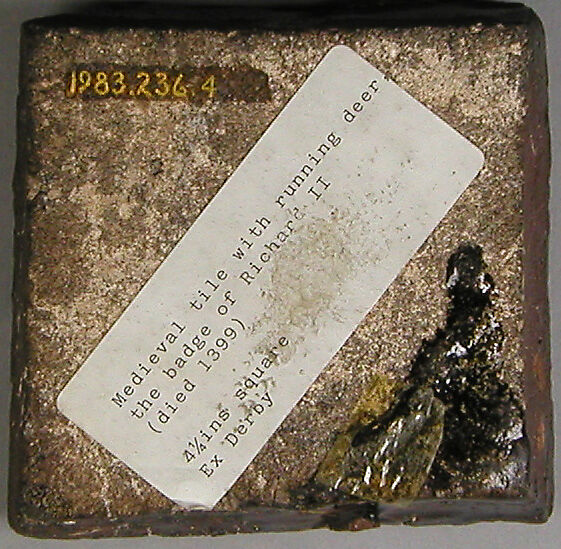 1983.236.4
Medieval tile with running deer
the badge of Richard II
(died 1399)
4¼ins square
Ex Derby